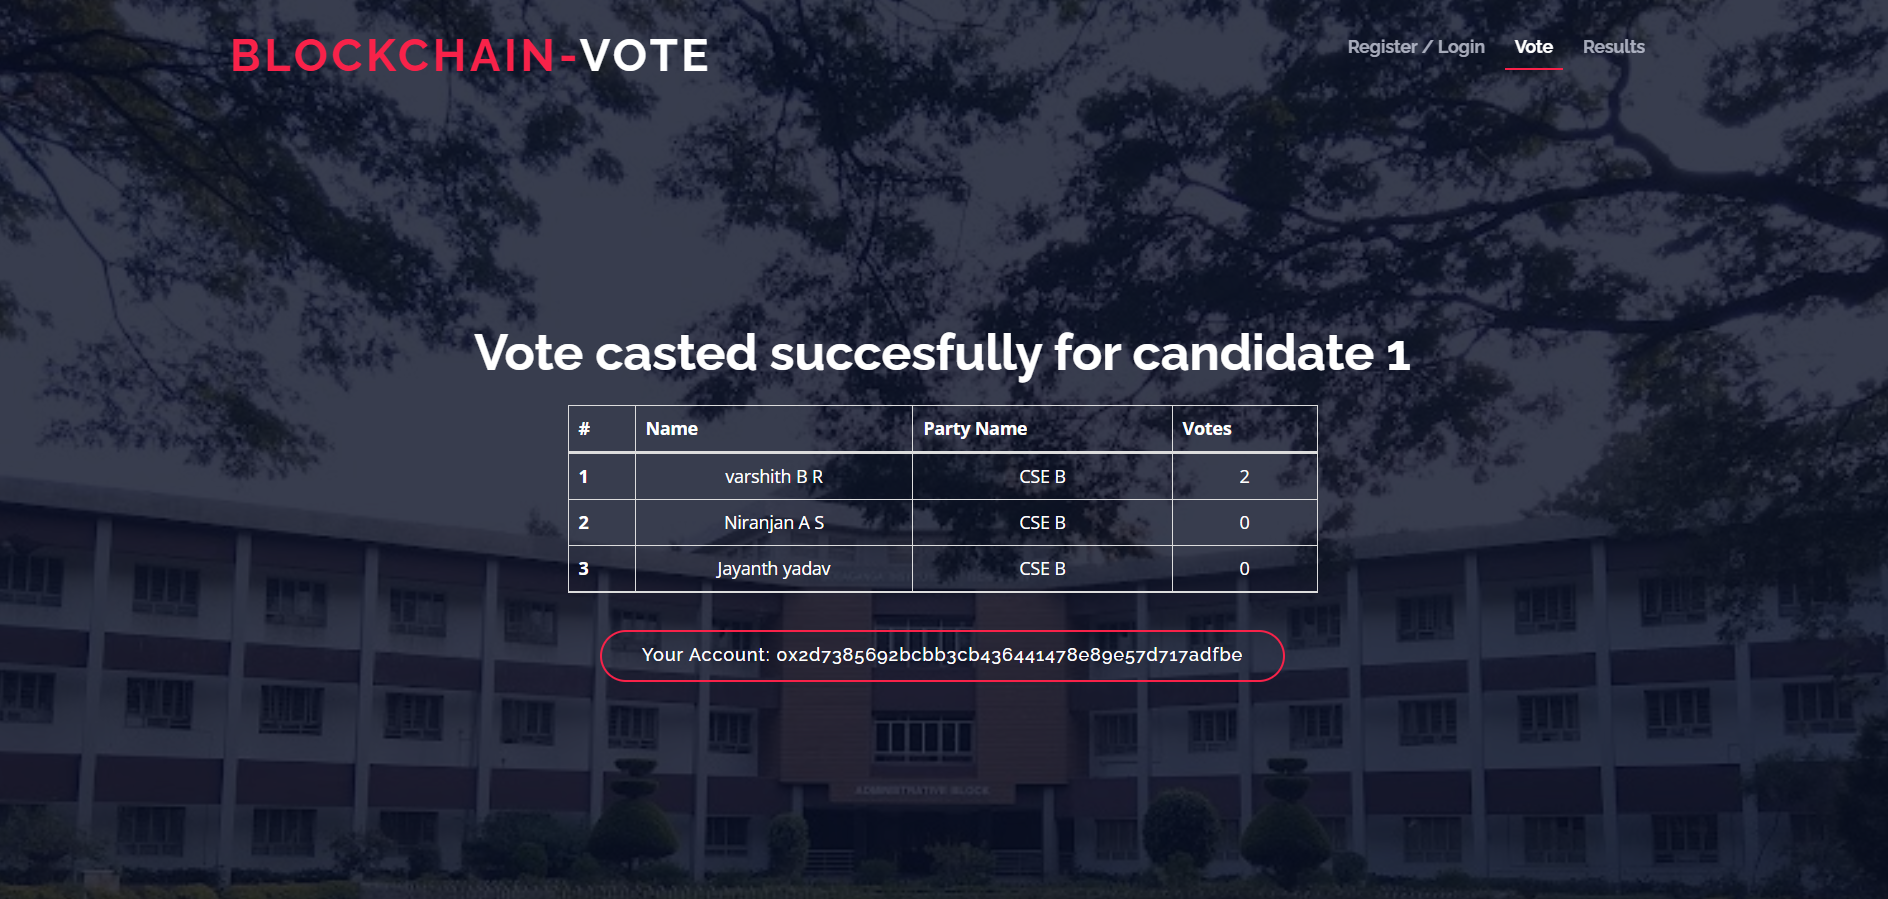 BLOCKCHAIN-VOTE
Register / Login Vote Results
Vote casted succesfully for candidate 1
# Name Party Name Votes
1 varshith B R CSE B 2
2 Niranjan A S CSE B 0
3 Jayanth yadav CSE B 0
Your Account: 0x2d7385692bcbb3cb436441478e89e57d717adfbe
ADMINISTRATIVE BLOCK